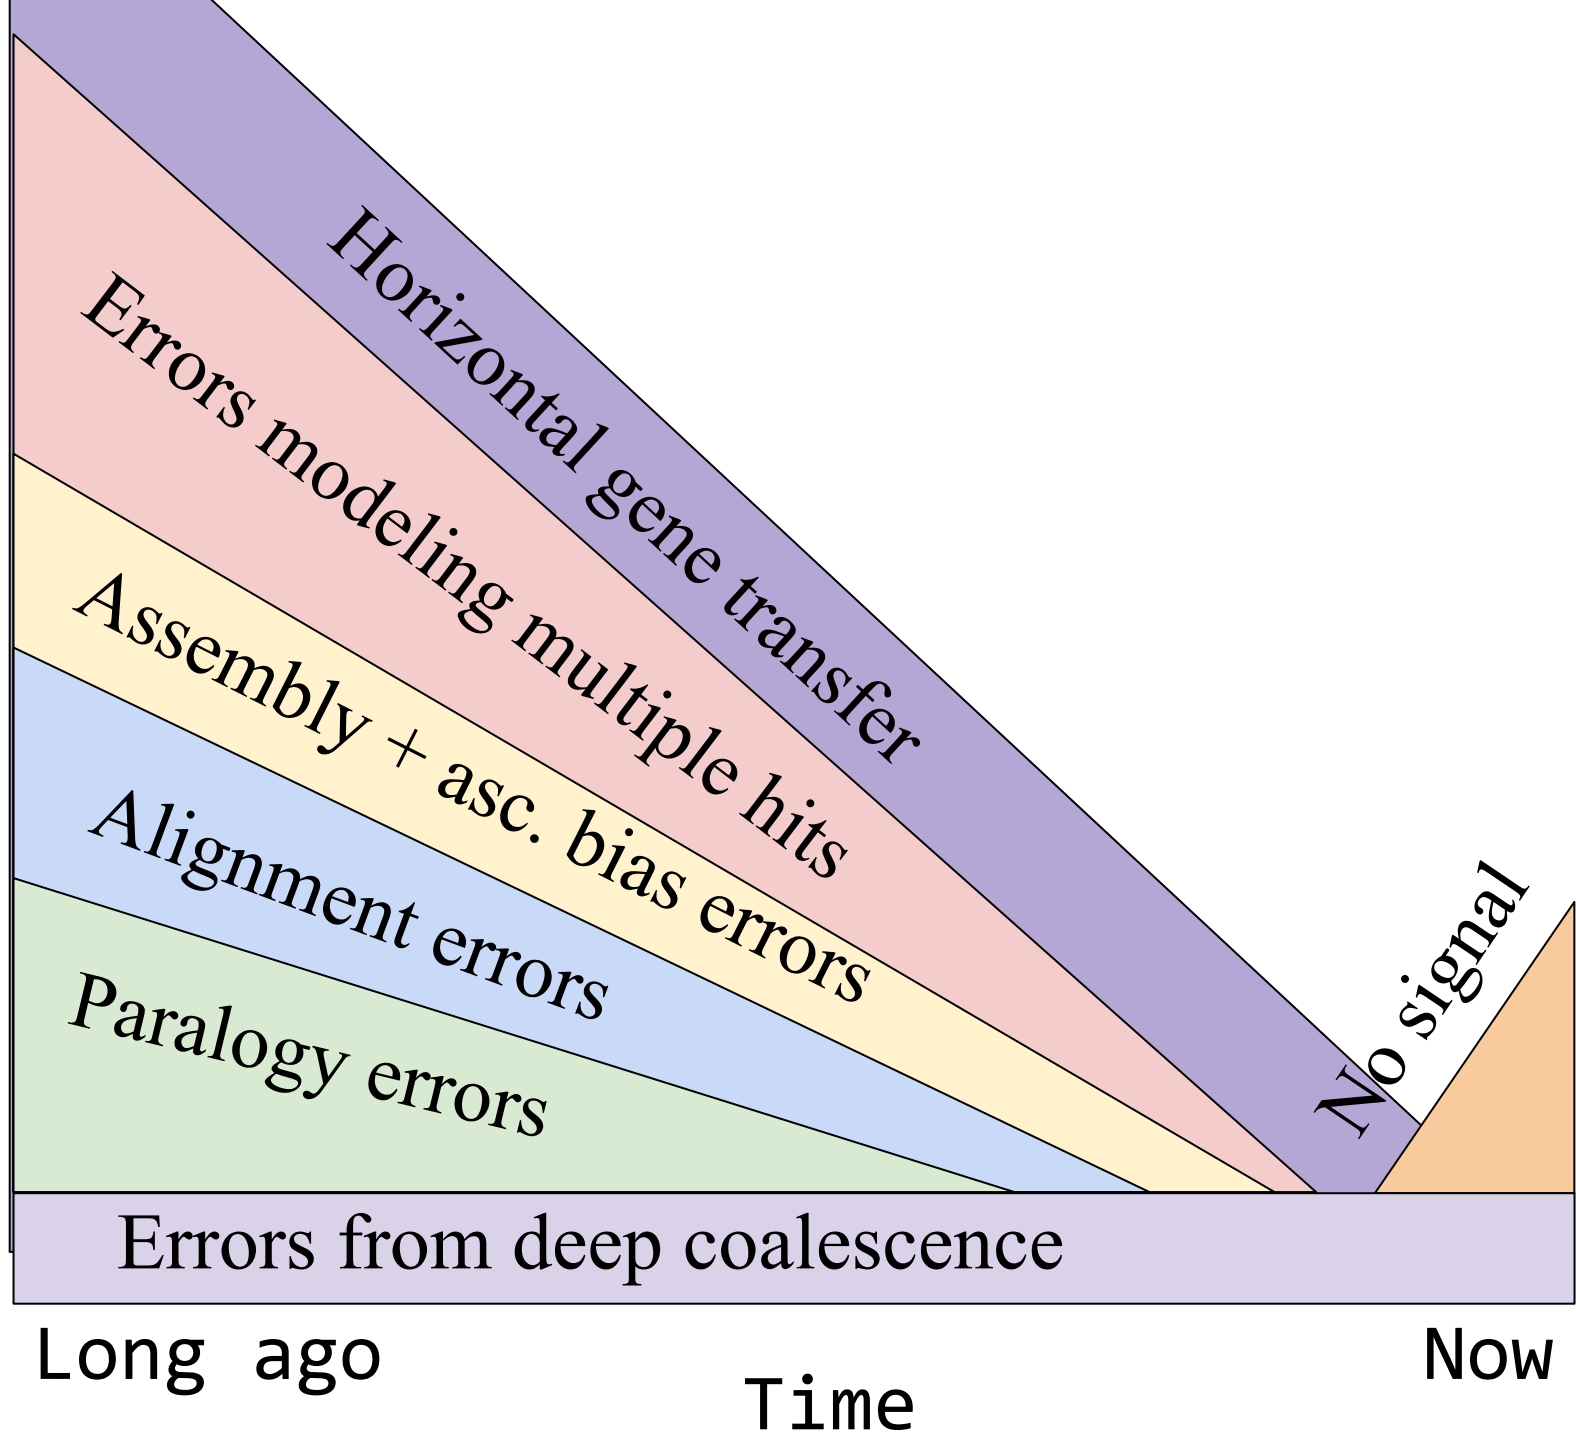 Horizontal gene transfer
Errors modeling multiple hits
Assembly + asc. bias errors
Alignment errors
Paralogy errors
No signal
Errors from deep coalescence
Long ago
Now
Time